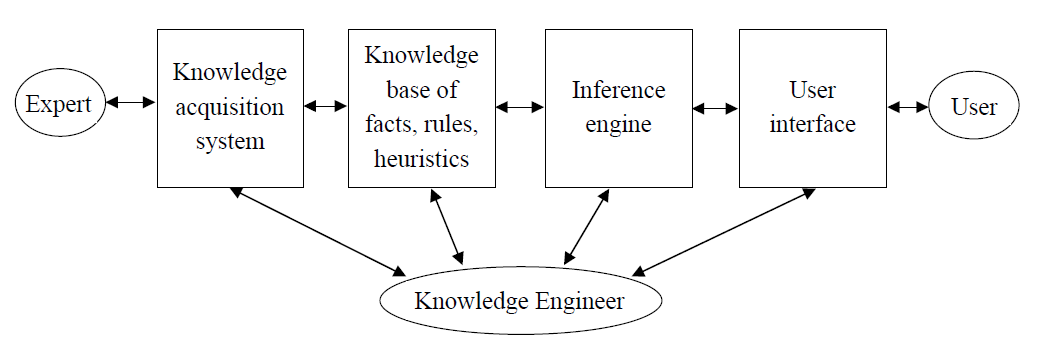 Expert
Knowledge
acquisition
system
Knowledge
base of
facts, rules,
heuristics
Inference
engine
User
interface
User
Knowledge Engineer